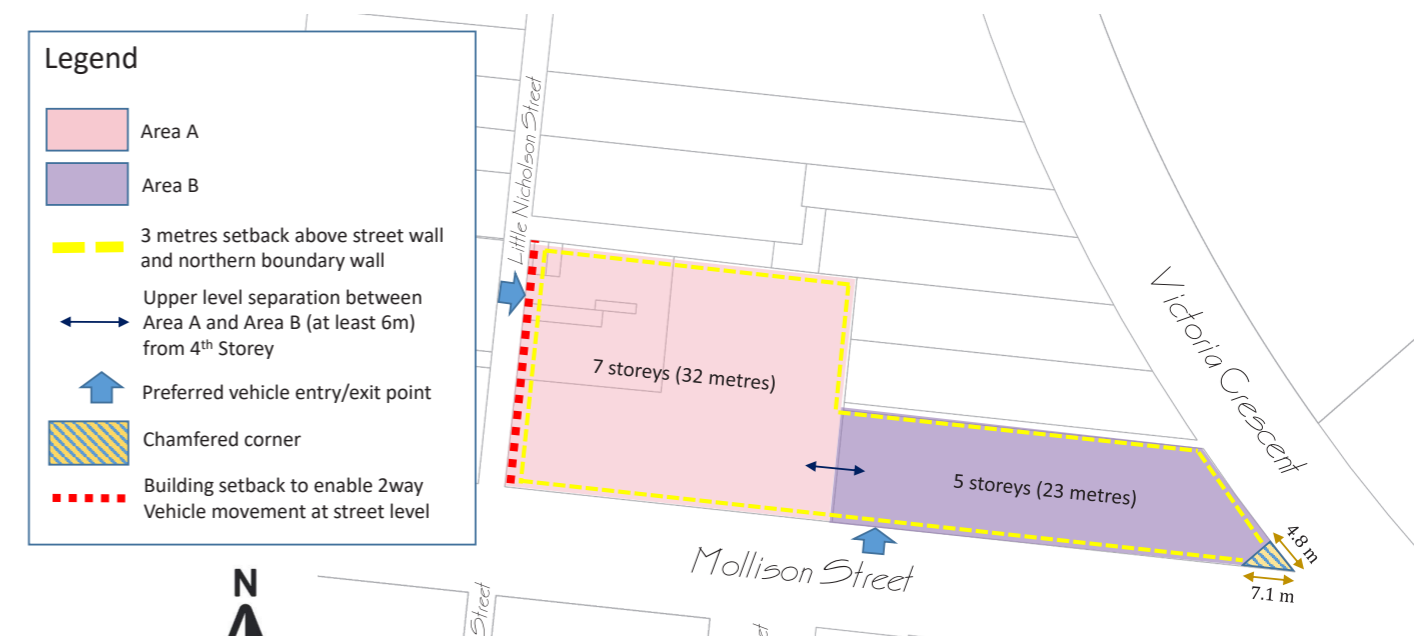 Legend
Area A
Area B
3 metres setback above street wall
and northern boundary wall
Upper level separation between
Area A and Area B (at least 6m)
from 4th Storey
Preferred vehicle entry/exit point
Chamfered corner
Building setback to enable 2way
Vehicle movement at street level
N
Little Nicholson Street
7 storeys (32 metres)
5 storeys (23 metres)
Victoria Crescent
4.8 m
7.1 m
Mollison Street
Street